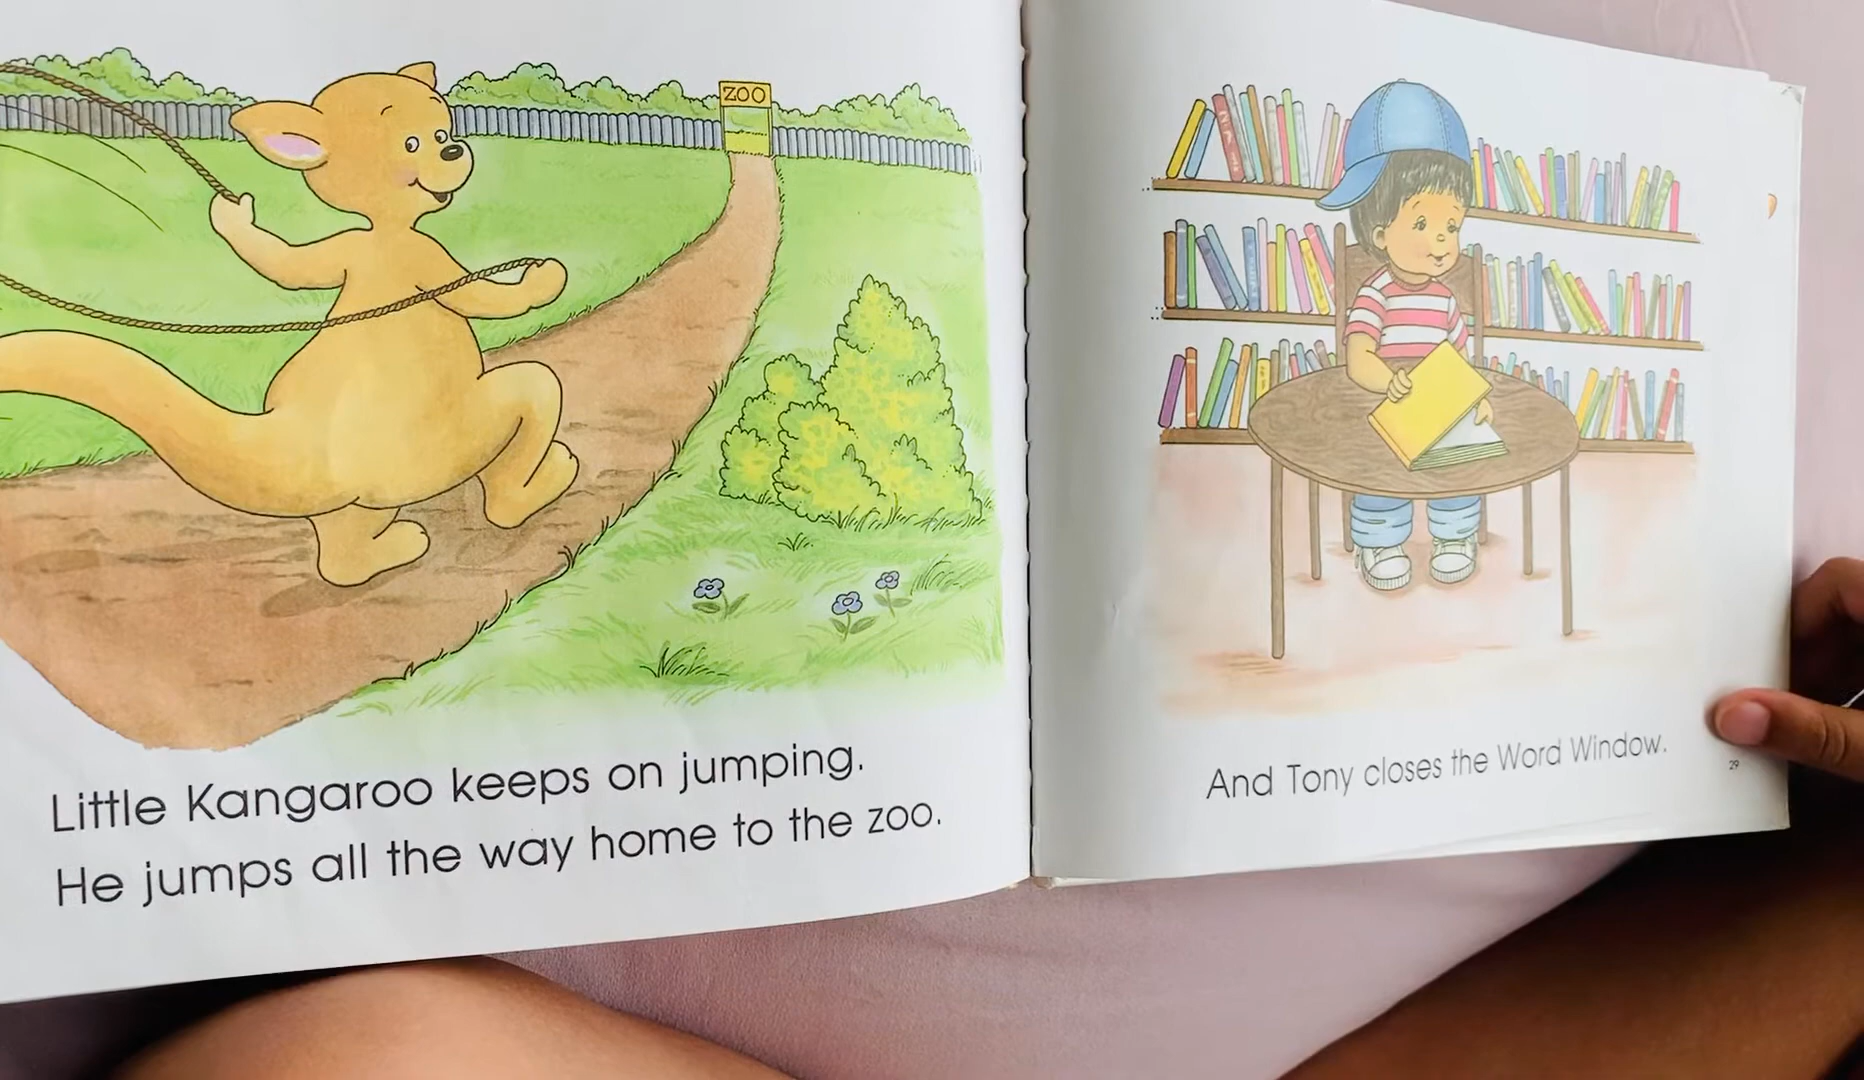 ZOO
Little Kangaroo keeps on jumping.
He jumps all the way home to the zoo.
And Tony closes the Word Window.
29